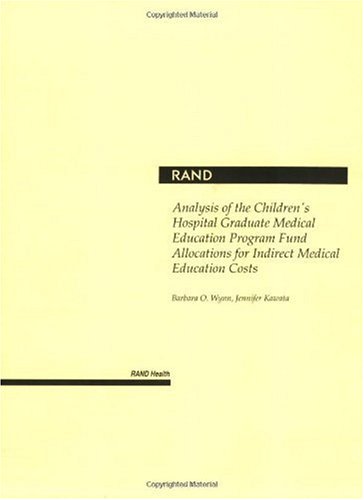 Copyrighted Material
RAND
Analysis of the Children's
Hospital Graduate Medical
Education Program Fund
Allocations for Indirect Medical
Education Costs
Barbara O. Wynn, Jennifer Kawata
RAND Health
Copyrighted Material